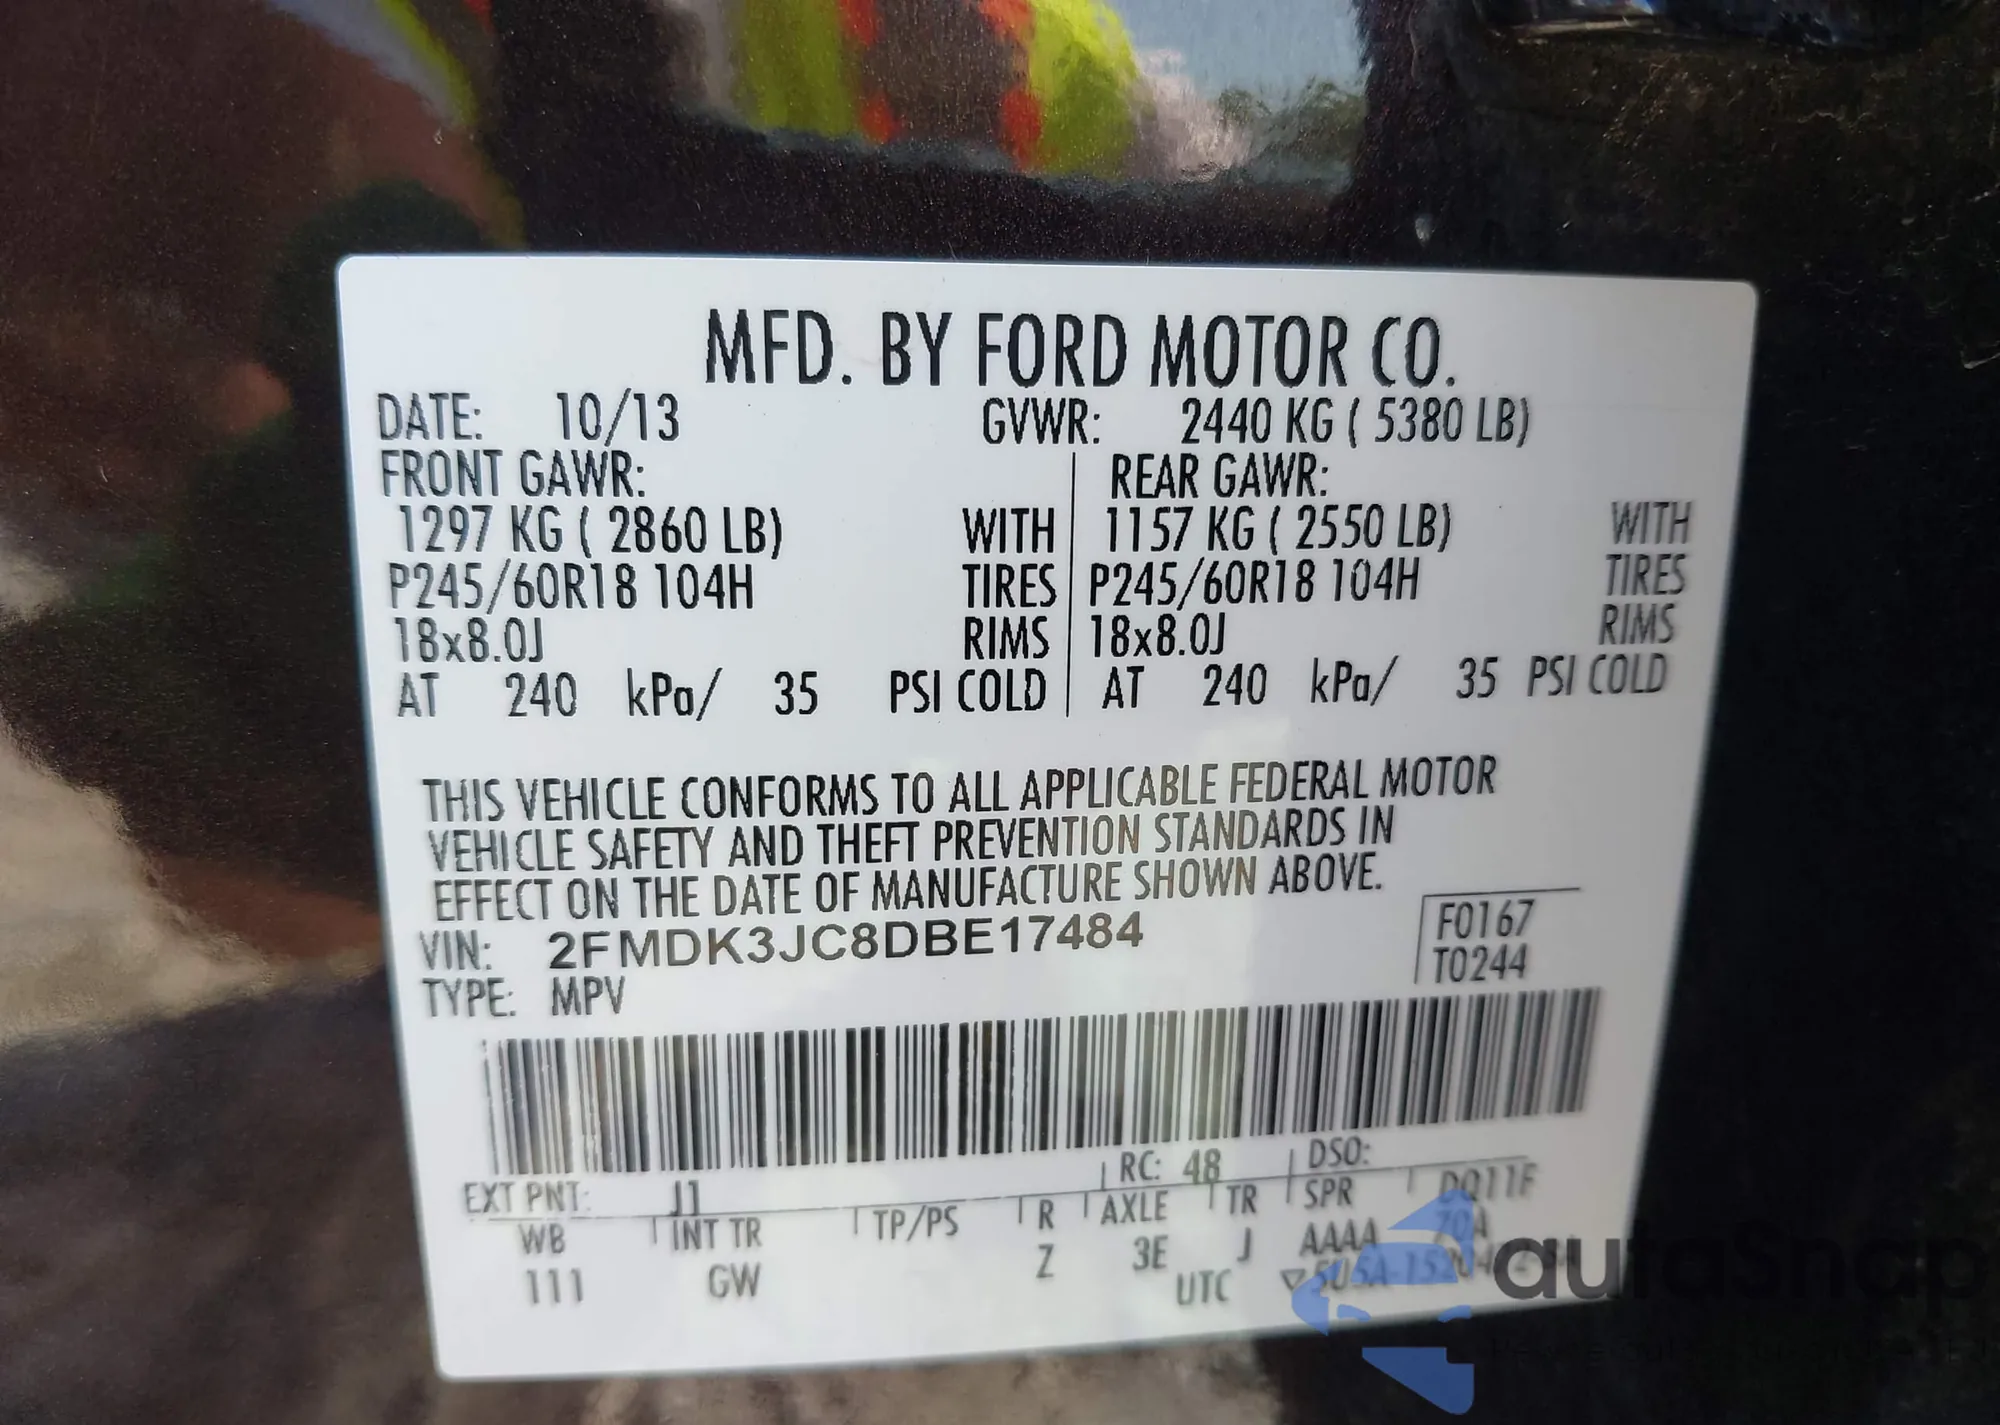 MFD. BY FORD MOTOR CO.
DATE: 10/13 GVWR: 2440 KG ( 5380 LB)
FRONT GAWR: REAR GAWR:
1297 KG ( 2860 LB) WITH 1157 KG ( 2550 LB) WITH
P245/60R18 104H TIRES P245/60R18 104H TIRES
18x8.0J RIMS 18x8.0J RIMS
AT 240 kPa/ 35 PSI COLD AT 240 kPa/ 35 PSI COLD
THIS VEHICLE CONFORMS TO ALL APPLICABLE FEDERAL MOTOR
VEHICLE SAFETY AND THEFT PREVENTION STANDARDS IN
EFFECT ON THE DATE OF MANUFACTURE SHOWN ABOVE.
VIN: 2FMDK3JC8DBE17484
F0167
T0244
TYPE: MPV
EXT PNT: J1 RC: 48 DSO:
WB INT TR TP/PS R AXLE TR SPR DQ11F
111 GW Z 3E J AAAA 70A
UTC
autosnap